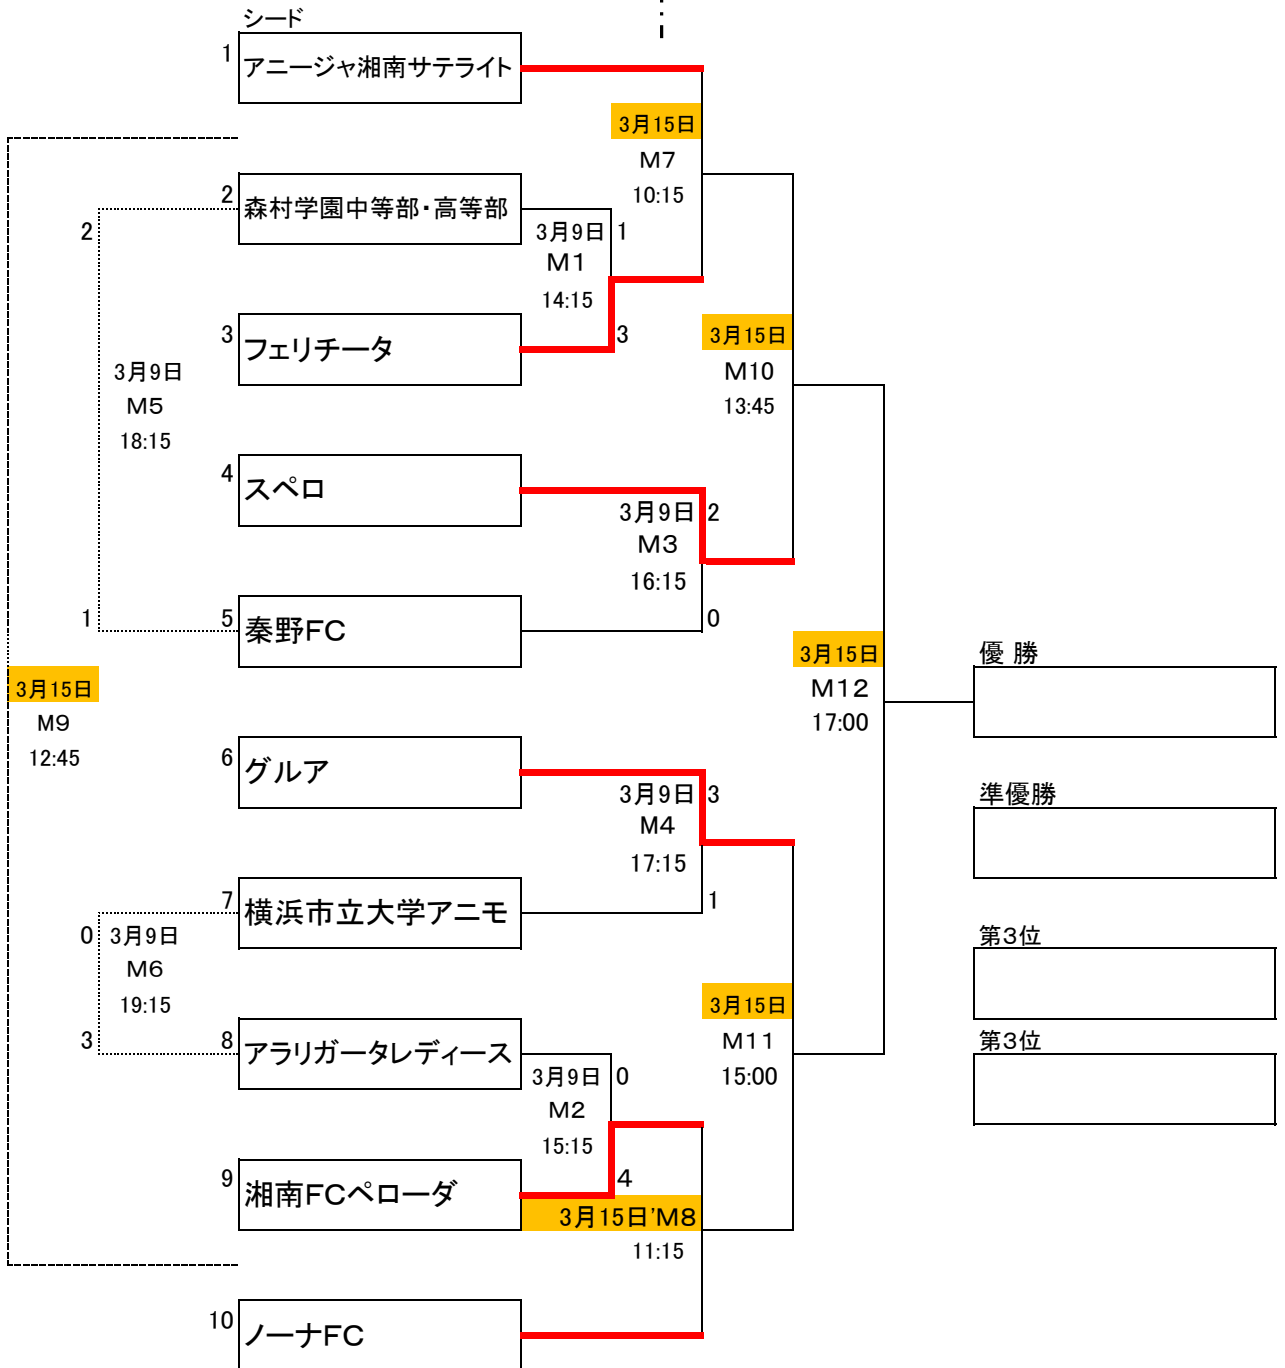 シード
1
アニージャ湘南サテライト
3月15日
M7
10:15
2
森村学園中等部・高等部
2
3月9日
1
M1
14:15
3
フェリチータ
3
3月15日
M10
13:45
3月9日
M5
18:15
4
スペロ
3月9日
2
M3
16:15
1
5
秦野FC
0
3月15日
M9
12:45
3月15日
M12
17:00
優 勝
6
グルア
3月9日
3
M4
17:15
準優勝
7
横浜市立大学アニモ
1
0
3月9日
M6
19:15
第3位
3
8
アラリガータレディース
3月15日
M11
15:00
第3位
3月9日
0
M2
15:15
9
湘南FCペローダ
4
3月15日'M8
11:15
10
ノーナFC